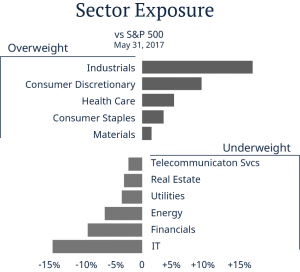 Sector Exposure
vs S&P 500
May 31, 2017
Overweight
Industrials
Consumer Discretionary
Health Care
Consumer Staples
Materials
Underweight
Telecommunicaton Svcs
Real Estate
Utilities
Energy
Financials
IT
-15% -10% -5% 0 +5% +10% +15%